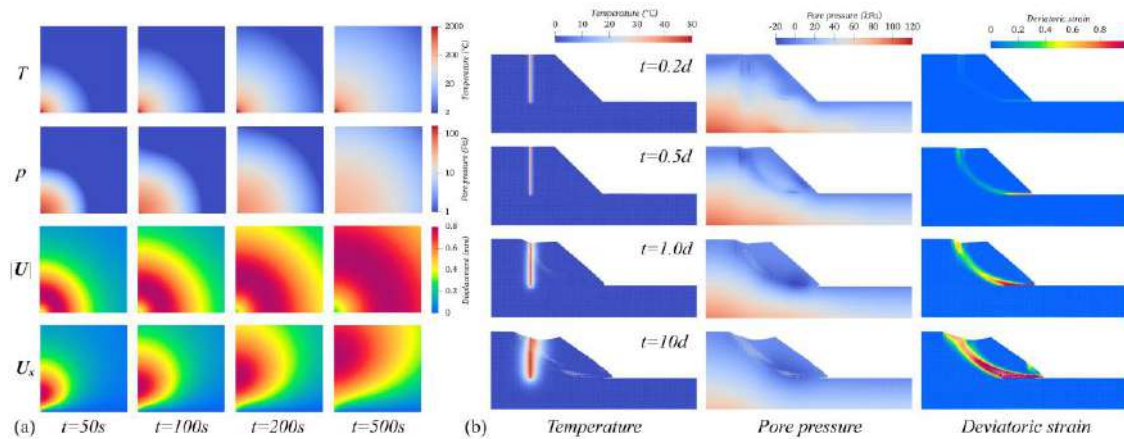 T
p
|U|
Ux
2000
200
20
2
Temperature (°C)
100
10
1
Pore pressure (Pa)
0.8
0.6
0.4
0.2
0
Displacement (mm)
(a) t=50s t=100s t=200s t=500s
Temperature (°C)
0 10 20 30 40 50
Pore pressure (kPa)
-20 0 20 40 60 80 100 120
Deviatoric strain
0 0.2 0.4 0.6 0.8 1
t=0.2d
t=0.5d
t=1.0d
t=10d
(b) Temperature Pore pressure Deviatoric strain